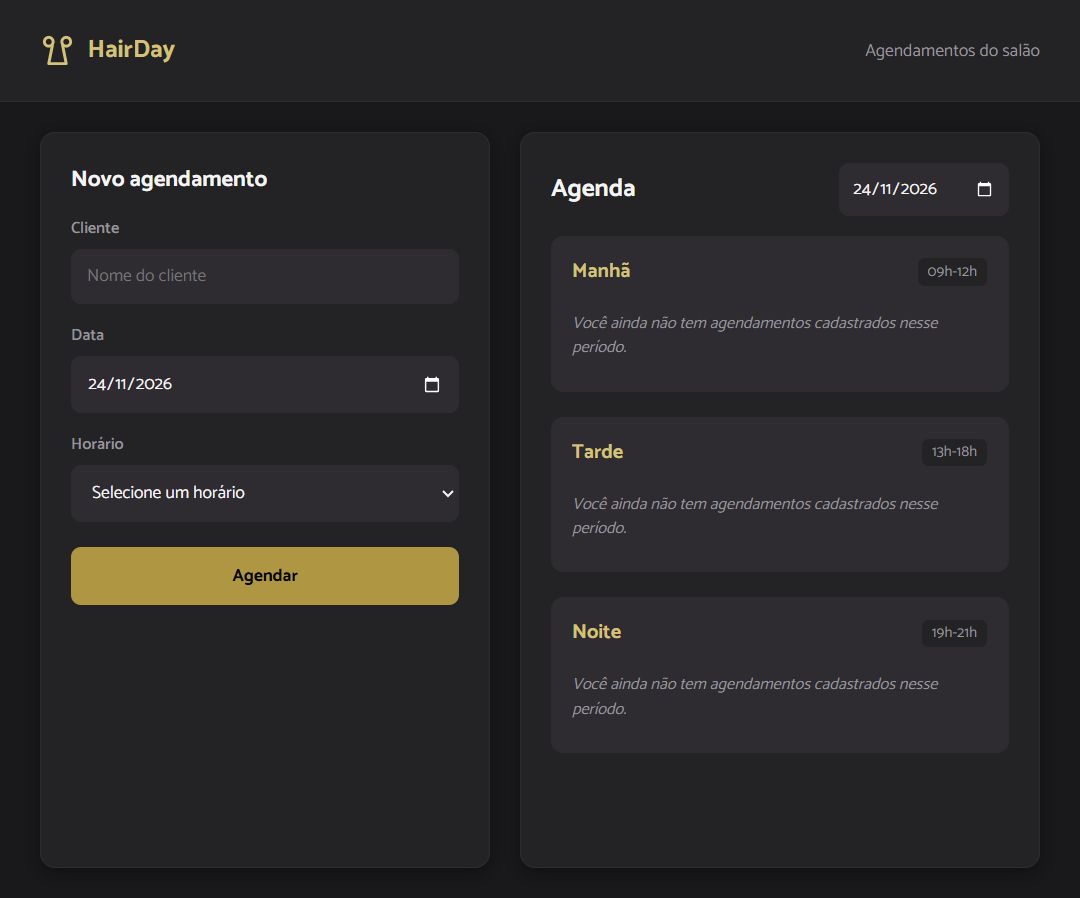 HairDay
Agendamentos do salão
Novo agendamento
Cliente
Nome do cliente
Data
24/11/2026
Horário
Selecione um horário
Agendar
Agenda
24/11/2026
Manhã
09h-12h
Você ainda não tem agendamentos cadastrados nesse
período.
Tarde
13h-18h
Você ainda não tem agendamentos cadastrados nesse
período.
Noite
19h-21h
Você ainda não tem agendamentos cadastrados nesse
período.